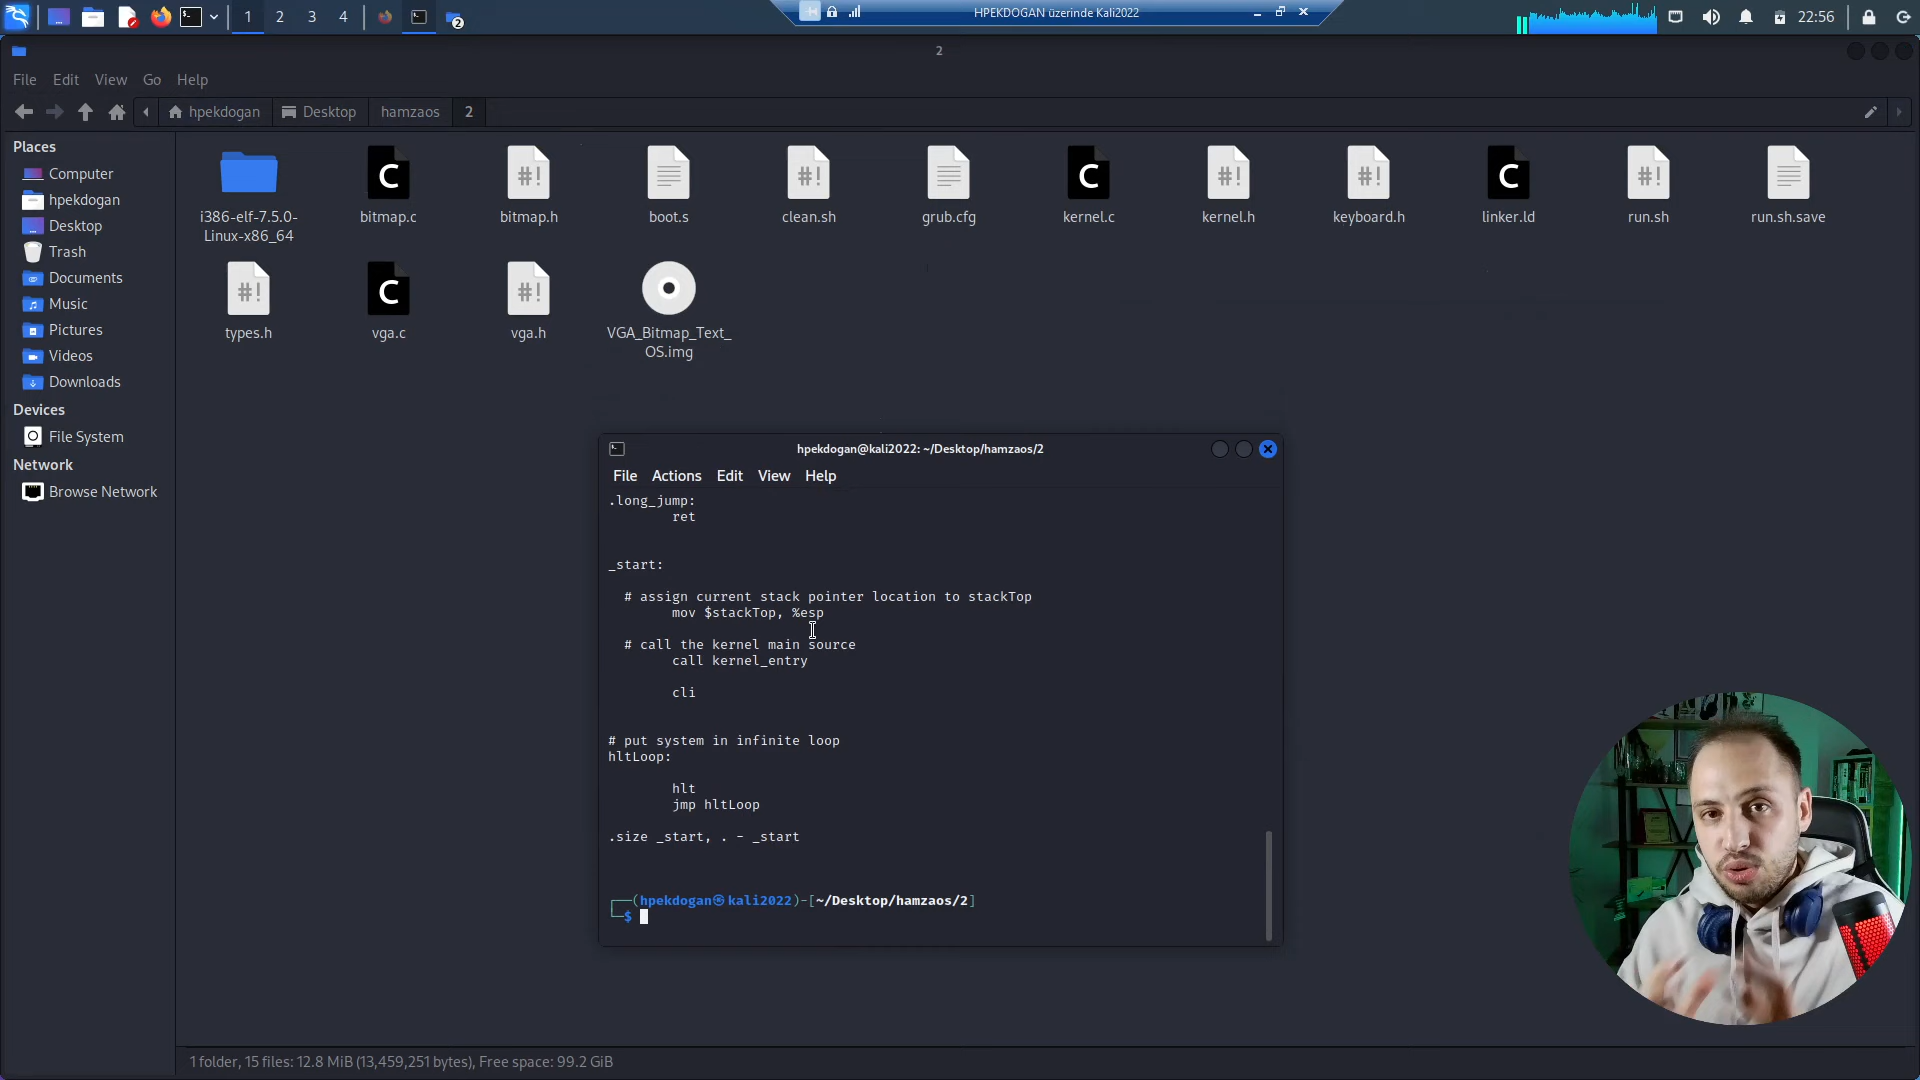 1
2
3
4
2
HPEKDOGAN üzerinde Kali2022
22:56
2
File Edit View Go Help
hpekdogan
Desktop
hamzaos
2
Places
Computer
hpekdogan
Desktop
Trash
Documents
Music
Pictures
Videos
Downloads
Devices
File System
Network
Browse Network
i386-elf-7.5.0-
Linux-x86_64
bitmap.c
bitmap.h
boot.s
clean.sh
grub.cfg
kernel.c
kernel.h
keyboard.h
linker.ld
run.sh
run.sh.save
types.h
vga.c
vga.h
VGA_Bitmap_Text_
OS.img
hpekdogan@kali2022: ~/Desktop/hamzaos/2
File Actions Edit View Help
.long_jump:
ret
_start:
# assign current stack pointer location to stackTop
mov $stackTop, %esp
# call the kernel main source
call kernel_entry
cli
# put system in infinite loop
hltLoop:
hlt
jmp hltLoop
.size _start, . - _start
┌──(hpekdogan㉿kali2022)-[~/Desktop/hamzaos/2]
└─$
1 folder, 15 files: 12.8 MiB (13,459,251 bytes), Free space: 99.2 GiB